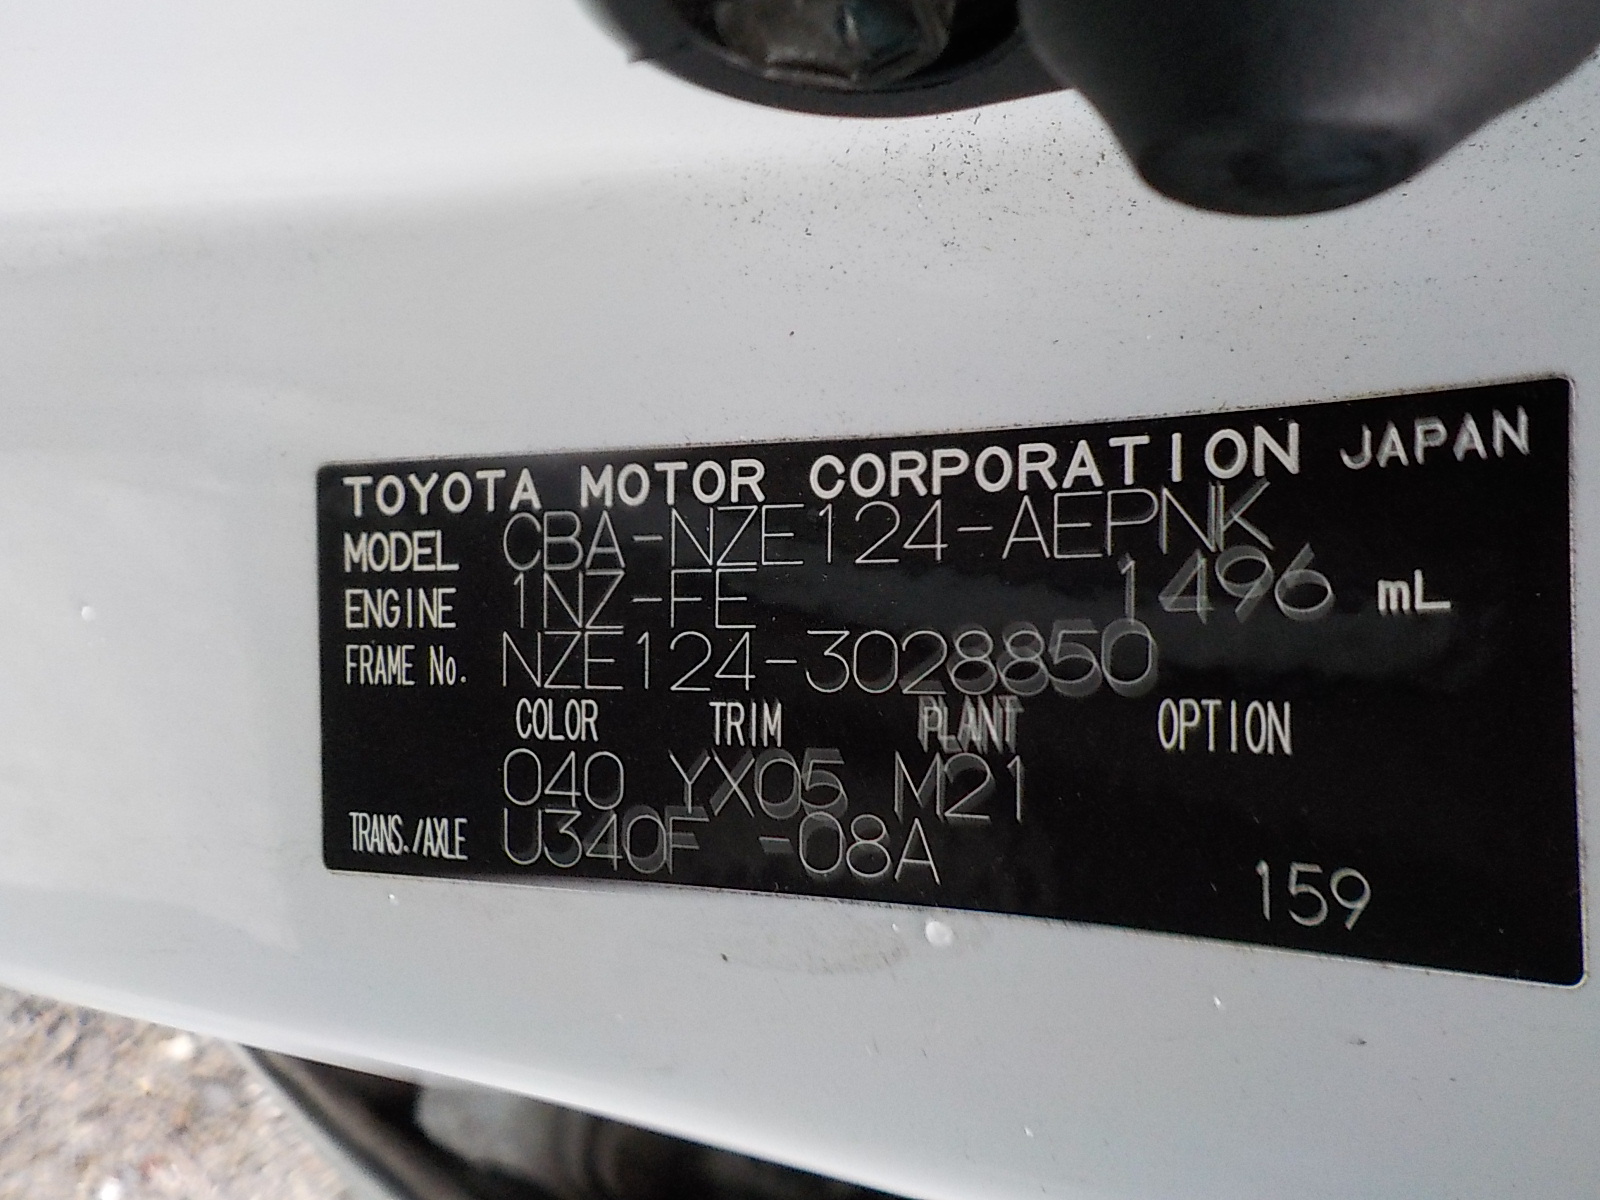 TOYOTA MOTOR CORPORATION JAPAN
MODEL CBA-NZE124-AEPNK
ENGINE 1NZ-FE 1496 mL
FRAME No. NZE124-3028850
COLOR TRIM PLANT OPTION
040 YX05 M21
TRANS./AXLE U340F -08A
159